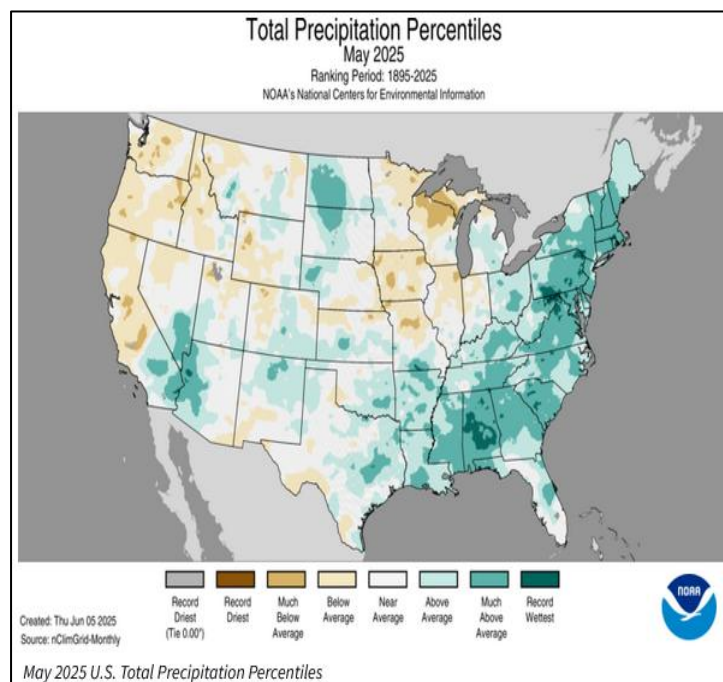 Total Precipitation Percentiles
May 2025
Ranking Period: 1895-2025
NOAA's National Centers for Environmental Information
Record
Driest
(Tie 0.00")
Record
Driest
Much
Below
Average
Below
Average
Near
Average
Above
Average
Much
Above
Average
Record
Wettest
NOAA
Created: Thu Jun 05 2025
Source: nClimGrid-Monthly
May 2025 U.S. Total Precipitation Percentiles